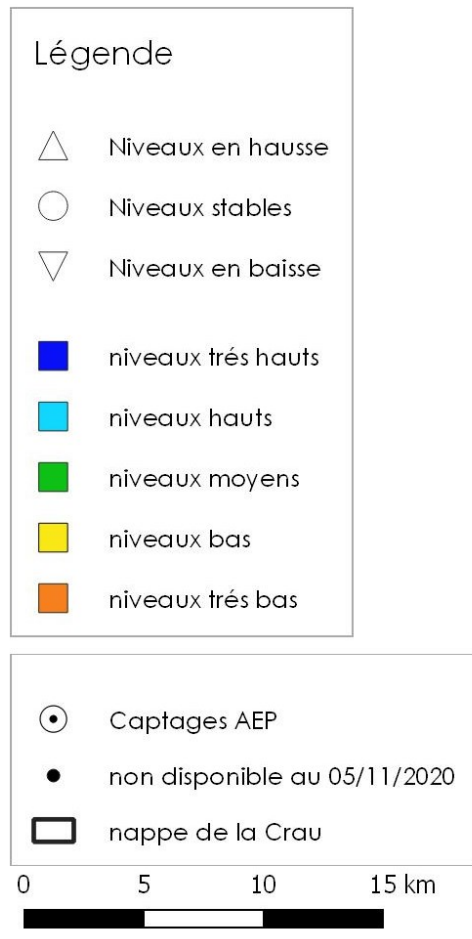 Légende
Niveaux en hausse
Niveaux stables
Niveaux en baisse
niveaux trés hauts
niveaux hauts
niveaux moyens
niveaux bas
niveaux trés bas
Captages AEP
non disponible au 05/11/2020
nappe de la Crau
0 5 10 15 km